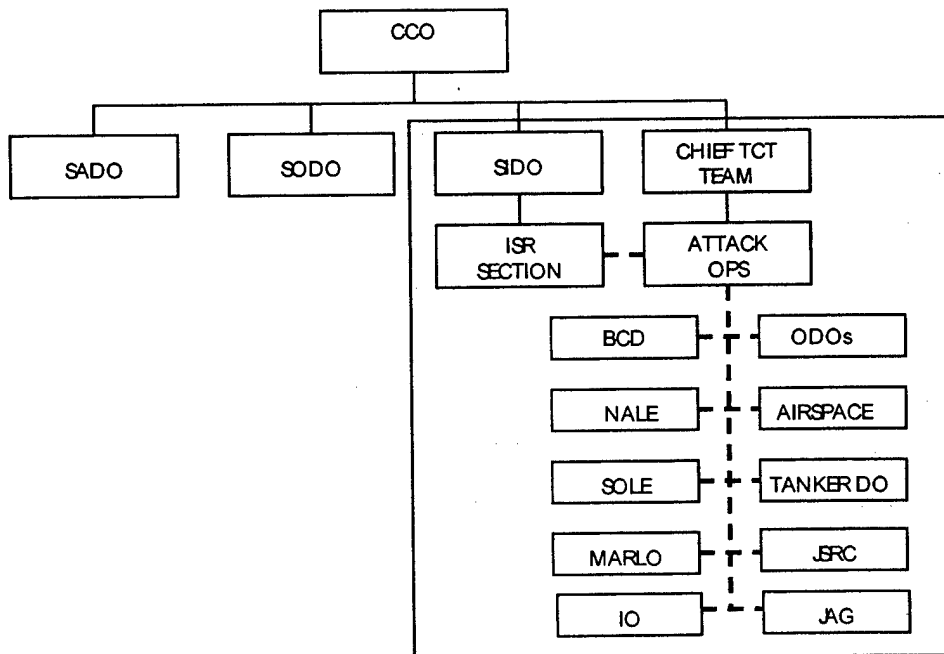 CCO
SADO
SODO
SIDO
CHIEF TCT
TEAM
ISR
SECTION
ATTACK
OPS
BCD
ODOs
NALE
AIRSPACE
SOLE
TANKER DO
MARLO
JSRC
IO
JAG